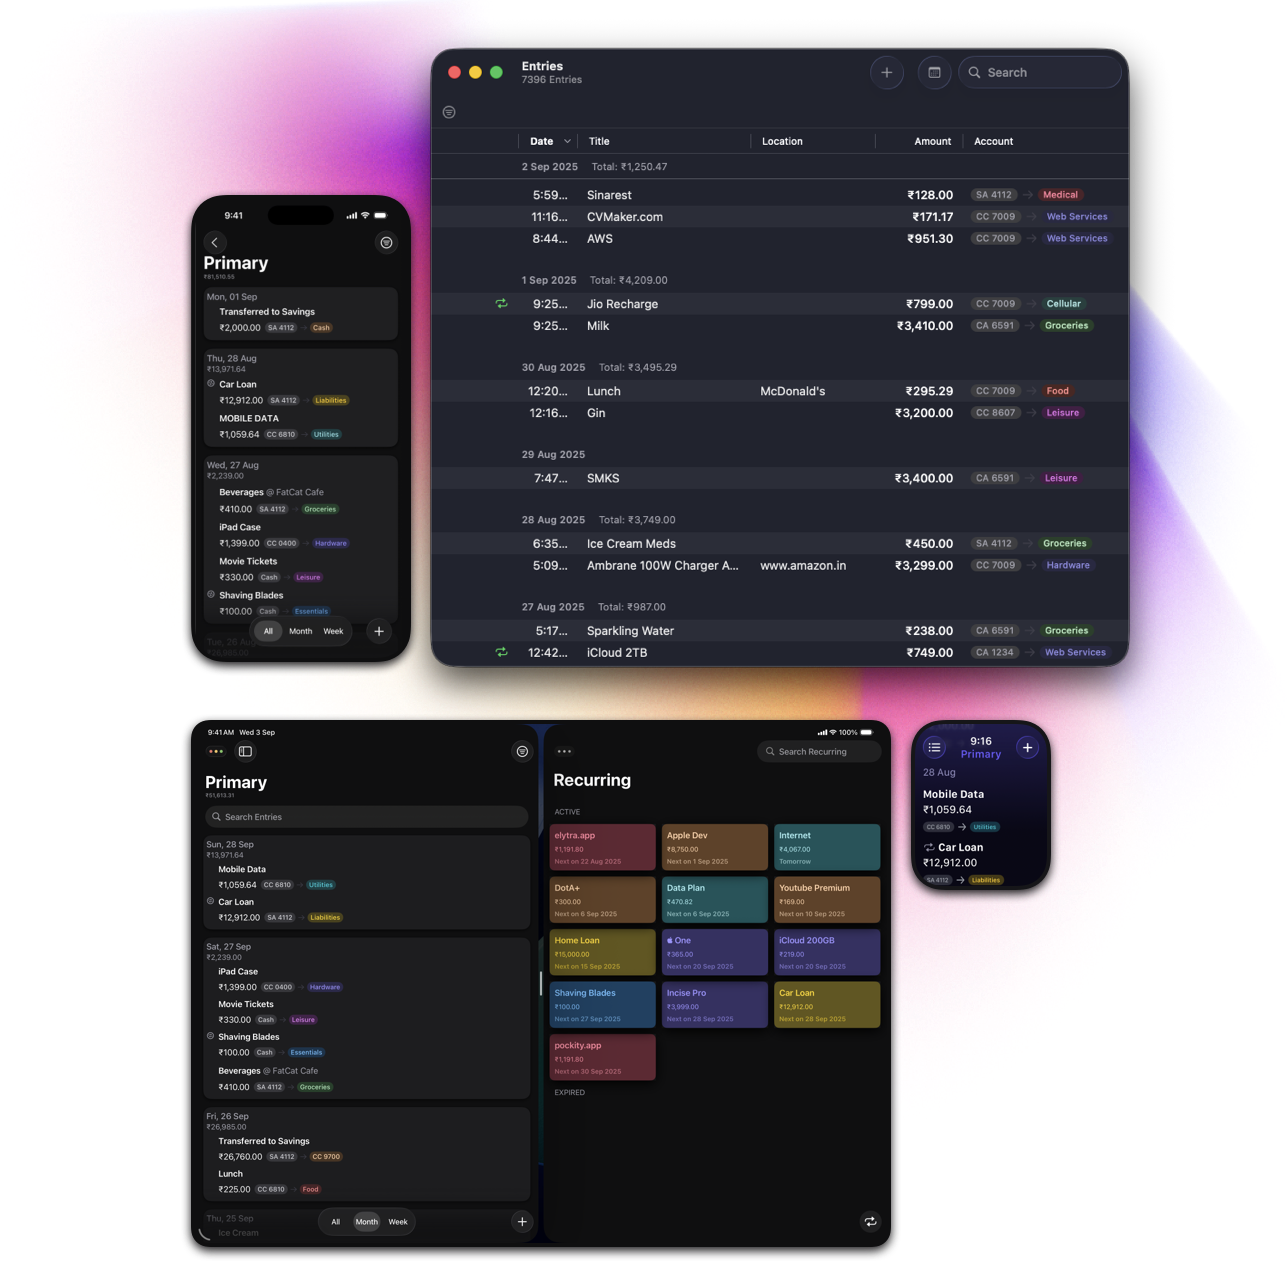 Entries
7396 Entries
Search
Date Title Location Amount Account
2 Sep 2025 Total: ₹1,250.47
5:59... Sinarest ₹128.00 SA 4112 → Medical
11:16... CVMaker.com ₹171.17 CC 7009 → Web Services
8:44... AWS ₹951.30 CC 7009 → Web Services
1 Sep 2025 Total: ₹4,209.00
9:25... Jio Recharge ₹799.00 CC 7009 → Cellular
9:25... Milk ₹3,410.00 CA 6591 → Groceries
30 Aug 2025 Total: ₹3,495.29
12:20... Lunch McDonald's ₹295.29 CC 7009 → Food
12:16... Gin ₹3,200.00 CC 8607 → Leisure
29 Aug 2025
7:47... SMKS ₹3,400.00 CA 6591 → Leisure
28 Aug 2025 Total: ₹3,749.00
6:35... Ice Cream Meds ₹450.00 SA 4112 → Groceries
5:09... Ambrane 100W Charger A... www.amazon.in ₹3,299.00 CC 7009 → Hardware
27 Aug 2025 Total: ₹987.00
5:17... Sparkling Water ₹238.00 CA 6591 → Groceries
12:42... iCloud 2TB ₹749.00 CA 1234 → Web Services
9:41
Primary
₹81,510.55
Mon, 01 Sep
Transferred to Savings
₹2,000.00 SA 4112 → Cash
Thu, 28 Aug
₹13,971.64
Car Loan
₹12,912.00 SA 4112 → Liabilities
MOBILE DATA
₹1,059.64 CC 6810 → Utilities
Wed, 27 Aug
₹2,239.00
Beverages @ FatCat Cafe
₹410.00 SA 4112 → Groceries
iPad Case
₹1,399.00 CC 0400 → Hardware
Movie Tickets
₹330.00 Cash → Leisure
Shaving Blades
₹100.00 Cash → Essentials
All Month Week
Tue, 26 Aug
₹26,985.00
9:41 AM Wed 3 Sep
Primary
₹51,613.31
Search Entries
Sun, 28 Sep
₹13,971.64
Mobile Data
₹1,059.64 CC 6810 → Utilities
Car Loan
₹12,912.00 SA 4112 → Liabilities
Sat, 27 Sep
₹2,239.00
iPad Case
₹1,399.00 CC 0400 → Hardware
Movie Tickets
₹330.00 Cash → Leisure
Shaving Blades
₹100.00 Cash → Essentials
Beverages @ FatCat Cafe
₹410.00 SA 4112 → Groceries
Fri, 26 Sep
₹26,985.00
Transferred to Savings
₹26,760.00 SA 4112 → CC 9700
Lunch
₹225.00 CC 6810 → Food
Thu, 25 Sep
Ice Cream
All Month Week
100%
Search Recurring
Recurring
ACTIVE
elytra.app
₹1,191.80
Next on 22 Aug 2025
Apple Dev
₹8,750.00
Next on 1 Sep 2025
Internet
₹4,067.00
Tomorrow
DotA+
₹300.00
Next on 6 Sep 2025
Data Plan
₹470.82
Next on 6 Sep 2025
Youtube Premium
₹169.00
Next on 10 Sep 2025
Home Loan
₹15,000.00
Next on 15 Sep 2025
One
₹365.00
Next on 20 Sep 2025
iCloud 200GB
₹219.00
Next on 20 Sep 2025
Shaving Blades
₹100.00
Next on 27 Sep 2025
Incise Pro
₹3,999.00
Next on 28 Sep 2025
Car Loan
₹12,912.00
Next on 28 Sep 2025
pockity.app
₹1,191.80
Next on 30 Sep 2025
EXPIRED
9:16
Primary
28 Aug
Mobile Data
₹1,059.64
CC 6810 → Utilities
Car Loan
₹12,912.00
SA 4112 → Liabilities